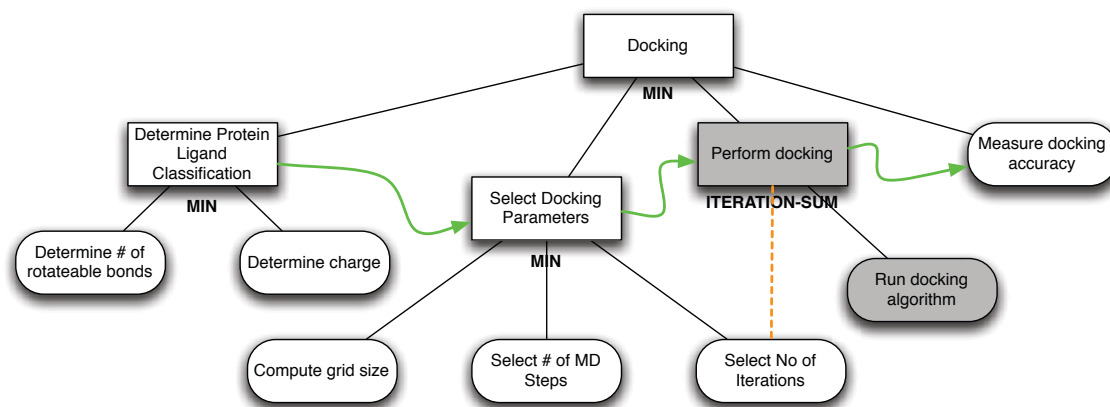 Docking
MIN
Determine Protein
Ligand
Classification
MIN
Perform docking
ITERATION-SUM
Measure docking
accuracy
Select Docking
Parameters
MIN
Determine # of
rotateable bonds
Determine charge
Run docking
algorithm
Compute grid size
Select # of MD
Steps
Select No of
Iterations